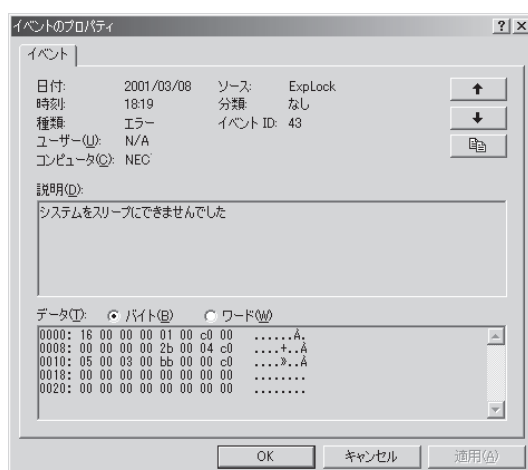 イベントのプロパティ
イベント
日付: 2001/03/08 ソース: ExpLock
時刻: 18:19 分類: なし
種類: エラー イベント ID: 43
ユーザー(U): N/A
コンピュータ(C): NEC
説明(D):
システムをスリープにできませんでした
データ(T): バイト(B) ワード(W)
0000: 16 00 00 00 01 00 c0 00 ......À.
0008: 00 00 00 00 2b 00 04 c0 ....+..À
0010: 05 00 03 00 bb 00 04 c0 ....»..À
0018: 00 00 00 00 00 00 00 00 ........
0020: 00 00 00 00 00 00 00 00 ........
OK キャンセル 適用(A)